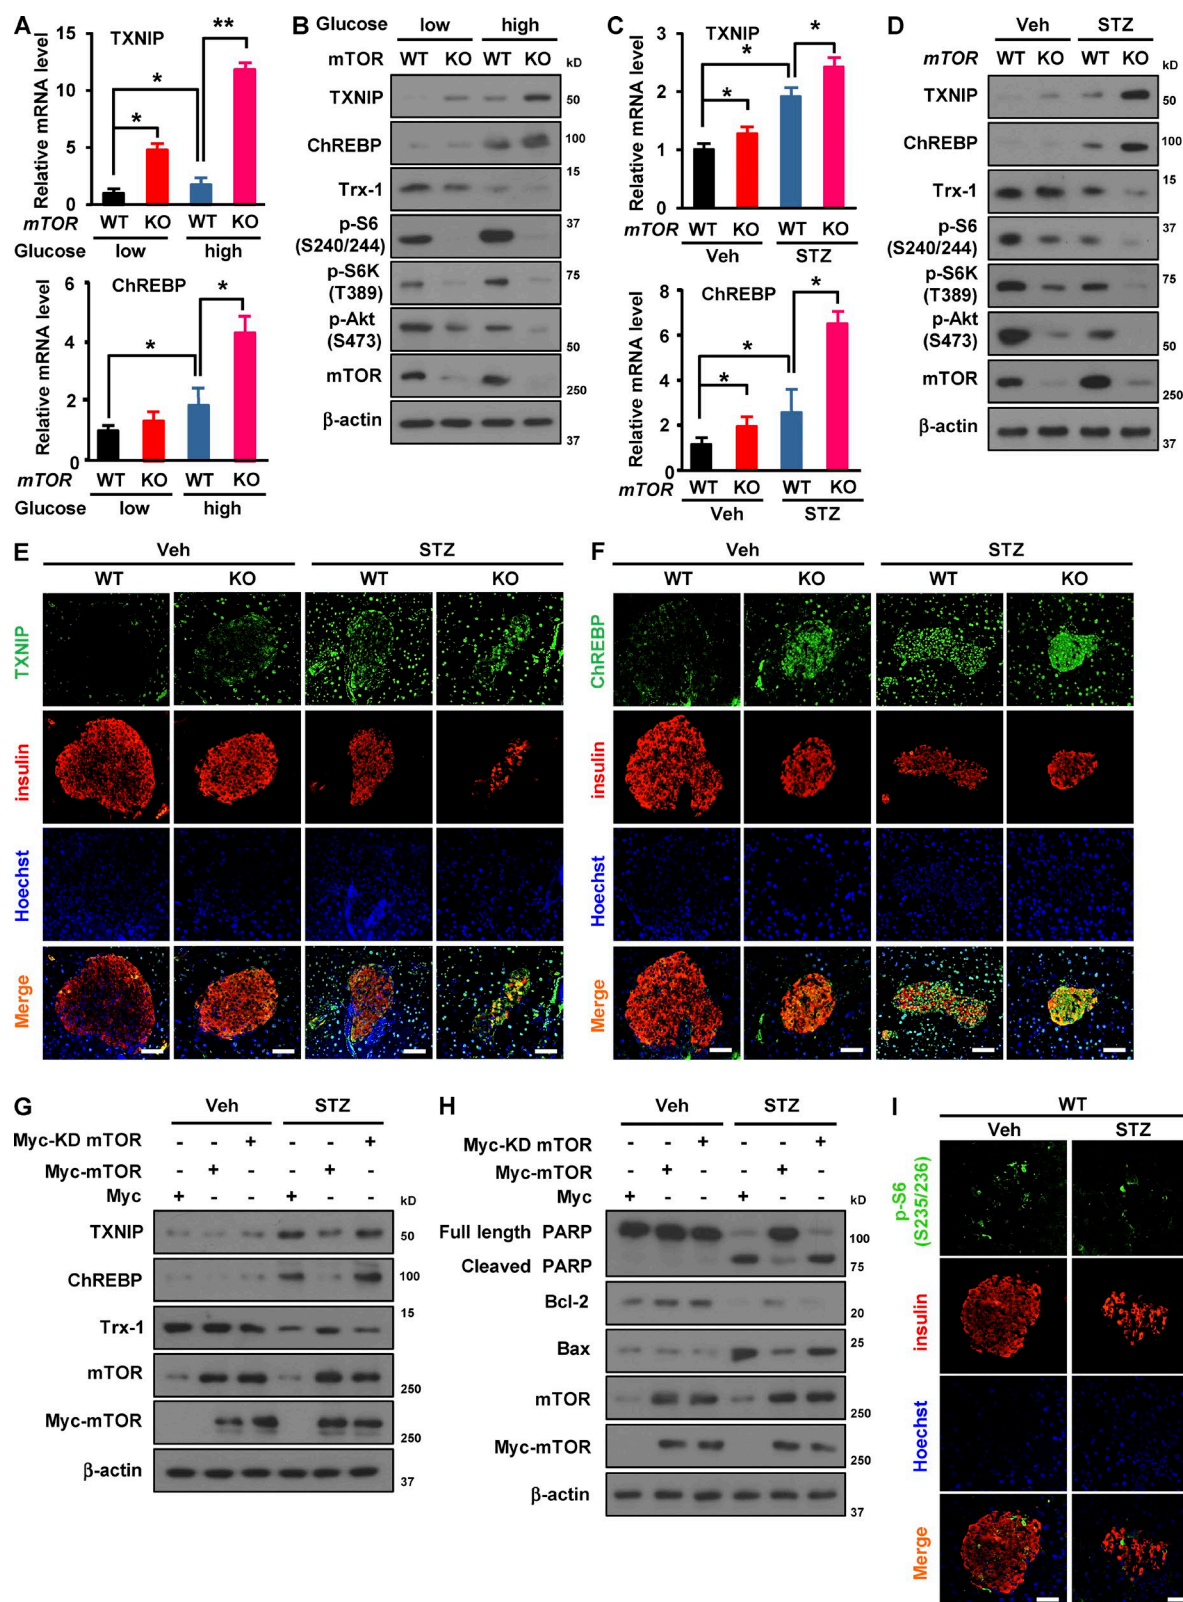 A
TXNIP
Relative mRNA level
15
10
5
0
*
*
**
mTOR WT KO WT KO
Glucose low high
ChREBP
Relative mRNA level
6
4
2
0
*
*
mTOR WT KO WT KO
Glucose low high
B
Glucose low high
mTOR WT KO WT KO
kD
TXNIP 50
ChREBP 100
Trx-1 15
p-S6 37
(S240/244)
p-S6K 75
(T389)
p-Akt
(S473) 50
mTOR 250
β-actin 37
C
TXNIP
Relative mRNA level
3
2
1
0
*
*
*
mTOR WT KO WT KO
Veh STZ
ChREBP
Relative mRNA level
8
6
4
2
0
*
*
*
mTOR WT KO WT KO
Veh STZ
D
Veh STZ
mTOR WT KO WT KO
kD
TXNIP 50
ChREBP 100
Trx-1 15
p-S6 37
(S240/244)
p-S6K 75
(T389)
p-Akt
(S473) 50
mTOR 250
β-actin 37
E
Veh STZ
WT KO WT KO
TXNIP
insulin
Hoechst
Merge
F
Veh STZ
WT KO WT KO
ChREBP
insulin
Hoechst
Merge
G
Veh STZ
Myc-KD mTOR - - + - - +
Myc-mTOR - + - - + -
Myc + - - + - -
kD
TXNIP 50
ChREBP 100
Trx-1 15
mTOR 250
Myc-mTOR 250
β-actin 37
H
Veh STZ
Myc-KD mTOR - - + - - +
Myc-mTOR - + - - + -
Myc + - - + - -
kD
Full length PARP 100
Cleaved PARP 75
Bcl-2 20
Bax 25
mTOR 250
Myc-mTOR 250
β-actin 37
I
WT
Veh STZ
p-S6
(S235/236)
insulin
Hoechst
Merge